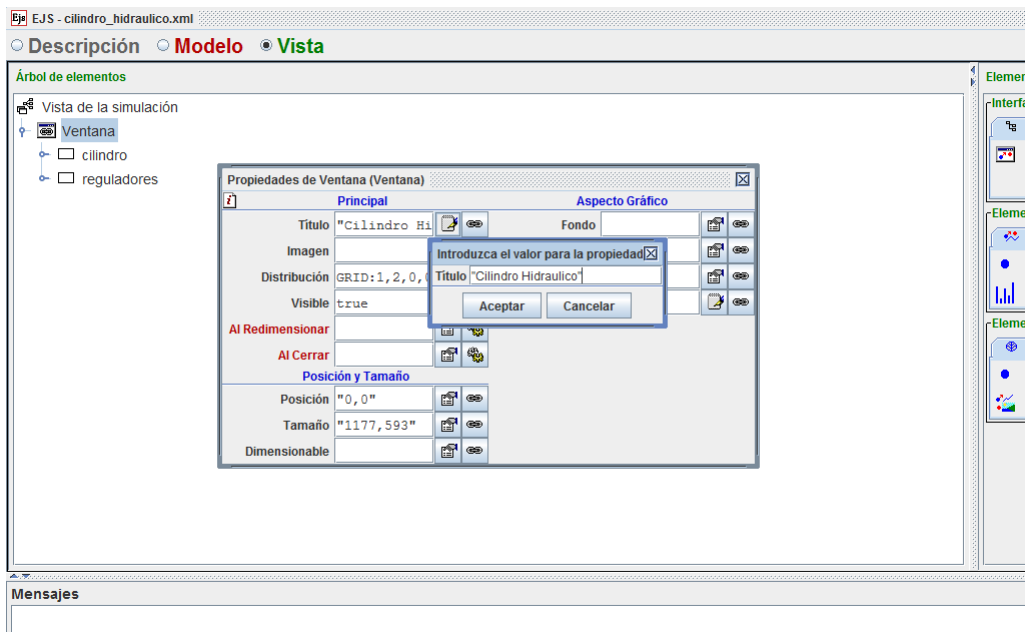 Ejs EJS - cilindro_hidraulico.xml
Descripción Modelo Vista
Árbol de elementos
Vista de la simulación
Ventana
cilindro
reguladores
Interfa
Propiedades de Ventana (Ventana)
Principal Aspecto Gráfico
Título "Cilindro Hi Fondo
Imagen
Distribución GRID:1,2,0,0
Visible true
Al Redimensionar
Al Cerrar
Posición y Tamaño
Posición "0,0"
Tamaño "1177,593"
Dimensionable
Introduzca el valor para la propiedad
Título "Cilindro Hidraulico"
Aceptar Cancelar
Elemen
Eleme
Eleme
Mensajes